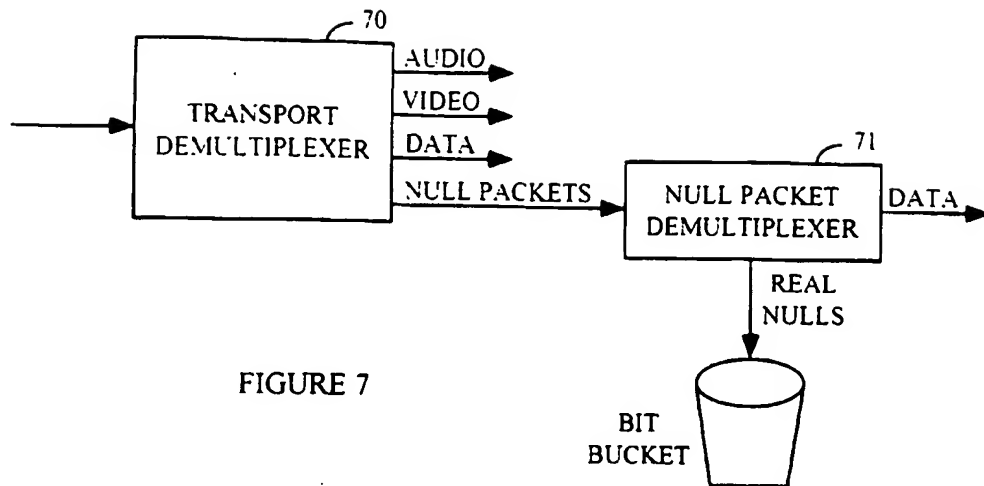 70
TRANSPORT
DEMULTIPLEXER
AUDIO
VIDEO
DATA
NULL PACKETS
71
NULL PACKET
DEMULTIPLEXER
DATA
REAL
NULLS
FIGURE 7
BIT
BUCKET